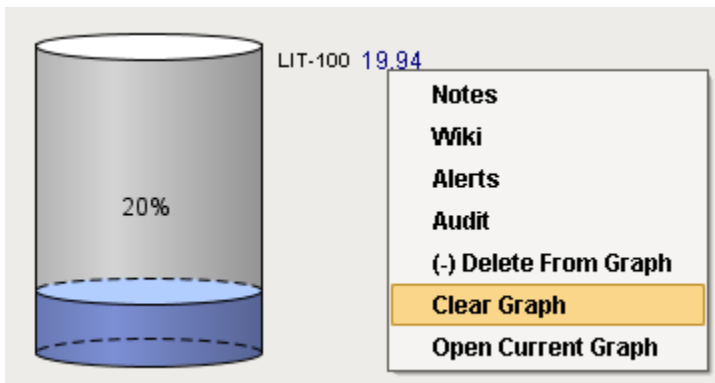 LIT-100 19.94
Notes
Wiki
Alerts
20%
Audit
(-) Delete From Graph
Clear Graph
Open Current Graph